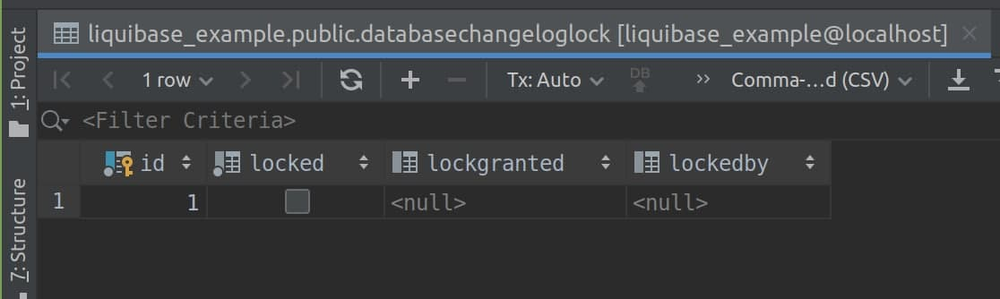 liquibase_example.public.databasechangeloglock [liquibase_example@localhost]
1: Project
1 row
Tx: Auto
DB
Comma-...d (CSV)
<Filter Criteria>
id locked lockgranted lockedby
1 1 <null> <null>
7: Structure